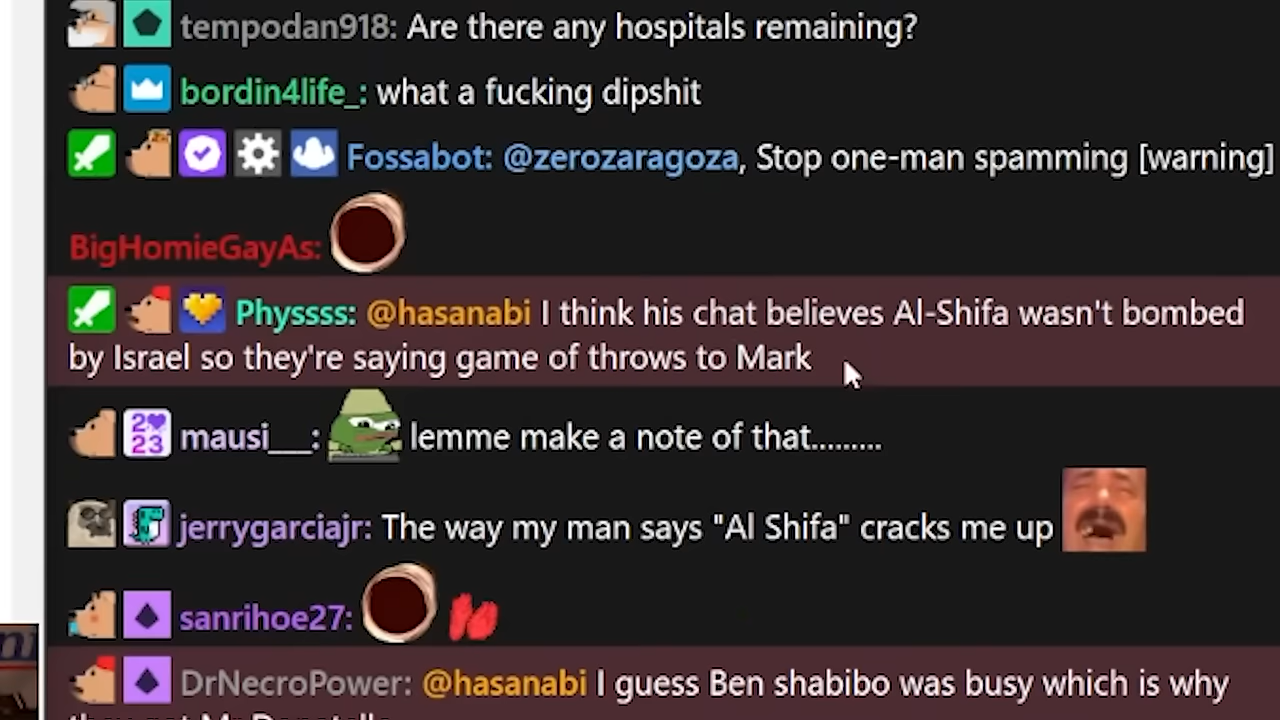 tempodan918: Are there any hospitals remaining?
bordin4life_: what a fucking dipshit
Fossabot: @zerozaragoza, Stop one-man spamming [warning]
BigHomieGayAs:
Physsss: @hasanabi I think his chat believes Al-Shifa wasn't bombed
by Israel so they're saying game of throws to Mark
mausi___: lemme make a note of that.........
2 23
jerrygarciajr: The way my man says "Al Shifa" cracks me up
sanrihoe27:
DrNecroPower: @hasanabi I guess Ben shabibo was busy which is why